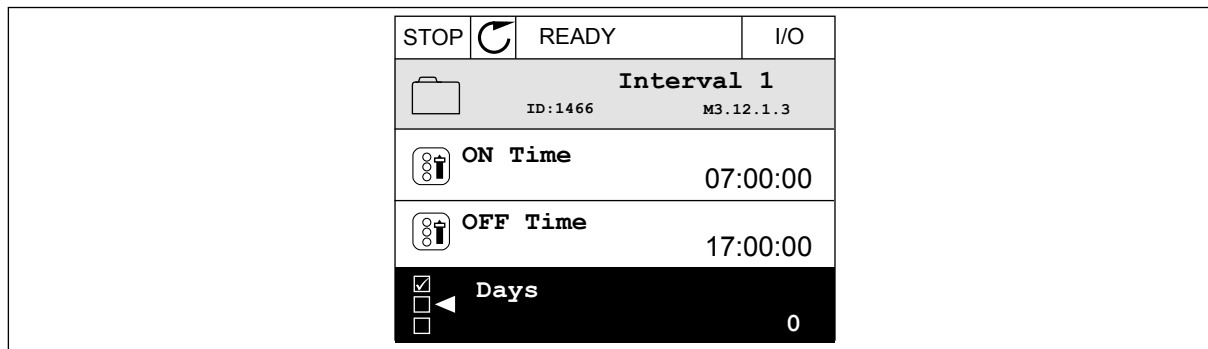 STOP READY I/O
Interval 1
ID:1466 M3.12.1.3
ON Time
07:00:00
OFF Time
17:00:00
Days
0